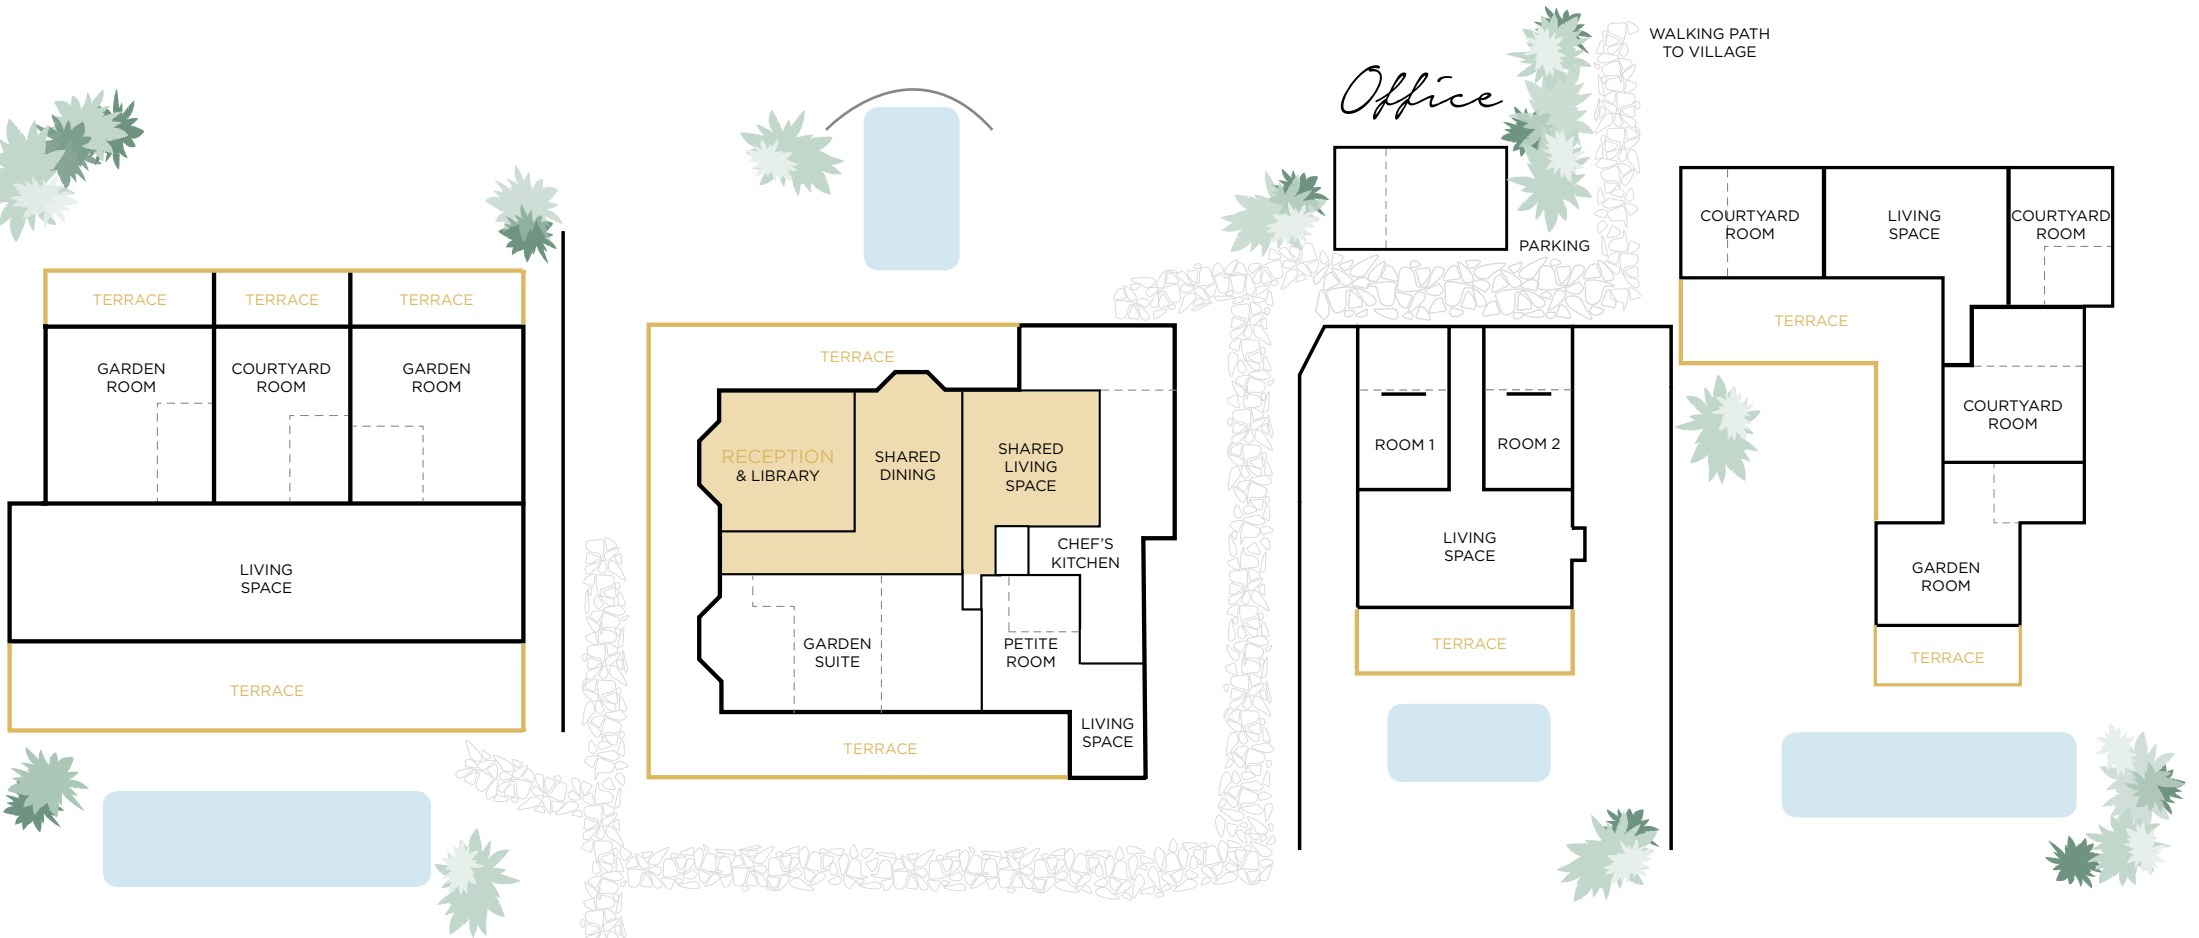 WALKING PATH
TO VILLAGE
Office
PARKING
TERRACE
TERRACE
TERRACE
GARDEN
ROOM
COURTYARD
ROOM
GARDEN
ROOM
LIVING
SPACE
TERRACE
TERRACE
RECEPTION
& LIBRARY
SHARED
DINING
SHARED
LIVING
SPACE
CHEF'S
KITCHEN
GARDEN
SUITE
PETITE
ROOM
LIVING
SPACE
TERRACE
ROOM 1
ROOM 2
LIVING
SPACE
TERRACE
COURTYARD
ROOM
LIVING
SPACE
COURTYARD
ROOM
TERRACE
COURTYARD
ROOM
GARDEN
ROOM
TERRACE